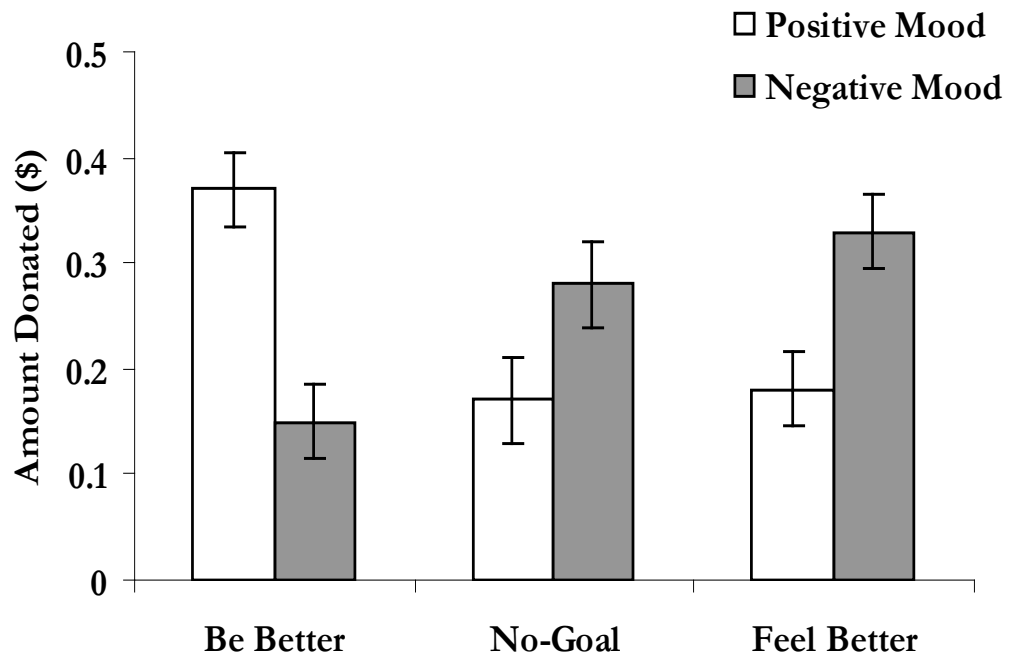 Positive Mood
Negative Mood
Amount Donated ($)
0.5
0.4
0.3
0.2
0.1
0
Be Better No-Goal Feel Better